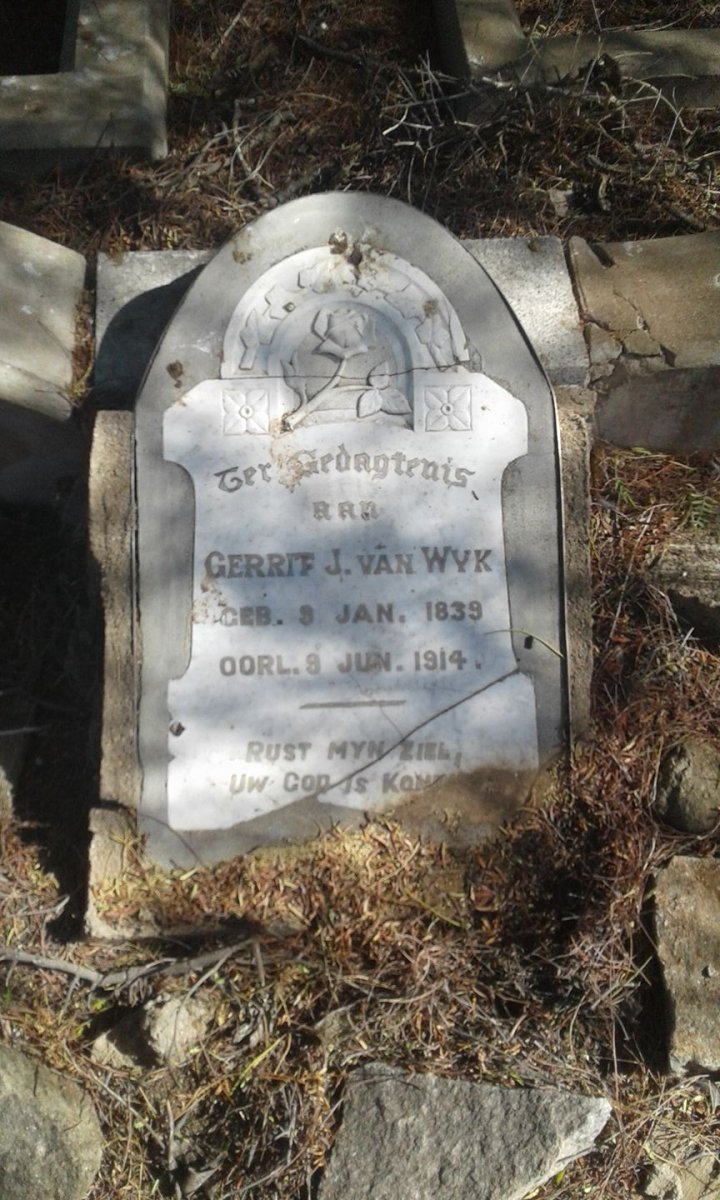 Ter Gedagtenis
aan
GERRIT J. VAN WYK
GEB. 9 JAN. 1839
OORL. 9 JUN. 1914.
RUST MYN ZIEL,
UW GOD IS